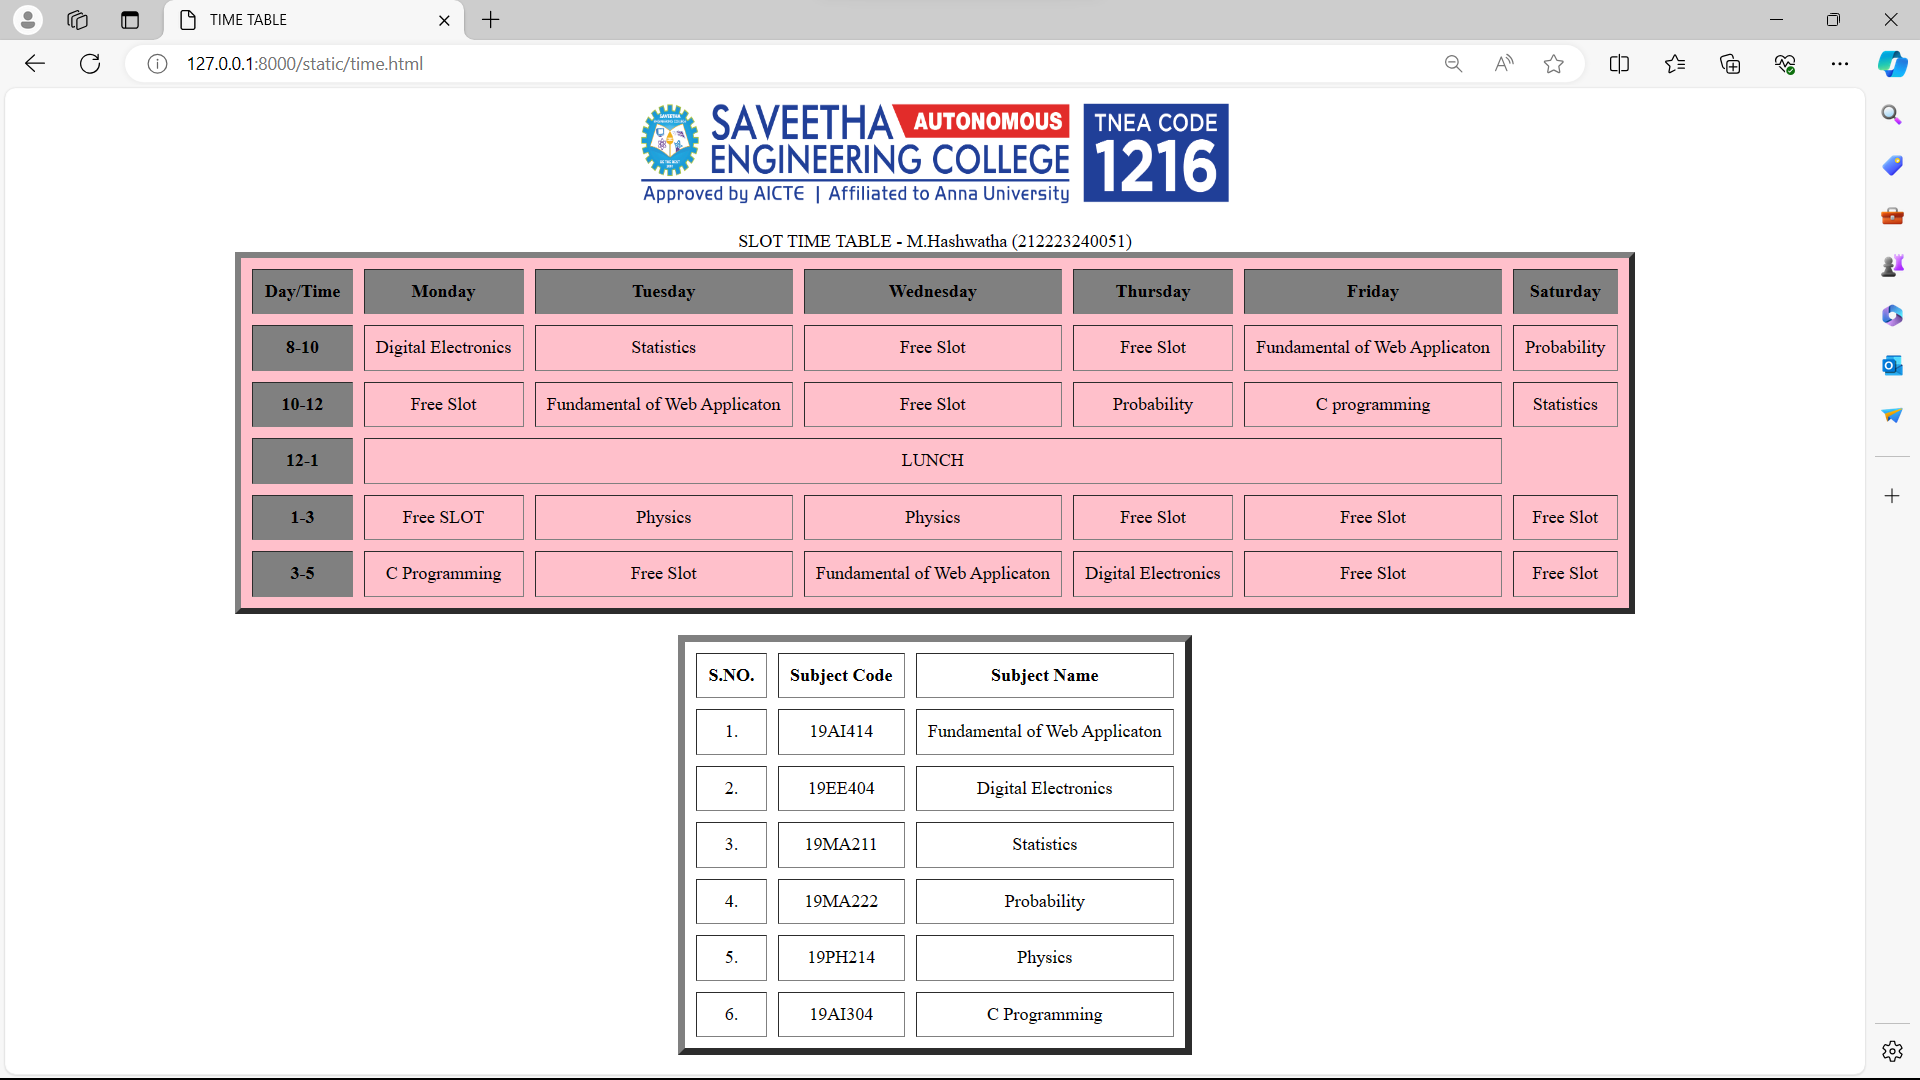 TIME TABLE
127.0.0.1:8000/static/time.html
SAVEETHA AUTONOMOUS
ENGINEERING COLLEGE
Approved by AICTE | Affiliated to Anna University
TNEA CODE
1216
SLOT TIME TABLE - M.Hashwatha (212223240051)
Day/Time Monday Tuesday Wednesday Thursday Friday Saturday
8-10 Digital Electronics Statistics Free Slot Free Slot Fundamental of Web Applicaton Probability
10-12 Free Slot Fundamental of Web Applicaton Free Slot Probability C programming Statistics
12-1 LUNCH
1-3 Free SLOT Physics Physics Free Slot Free Slot Free Slot
3-5 C Programming Free Slot Fundamental of Web Applicaton Digital Electronics Free Slot Free Slot
S.NO. Subject Code Subject Name
1. 19AI414 Fundamental of Web Applicaton
2. 19EE404 Digital Electronics
3. 19MA211 Statistics
4. 19MA222 Probability
5. 19PH214 Physics
6. 19AI304 C Programming